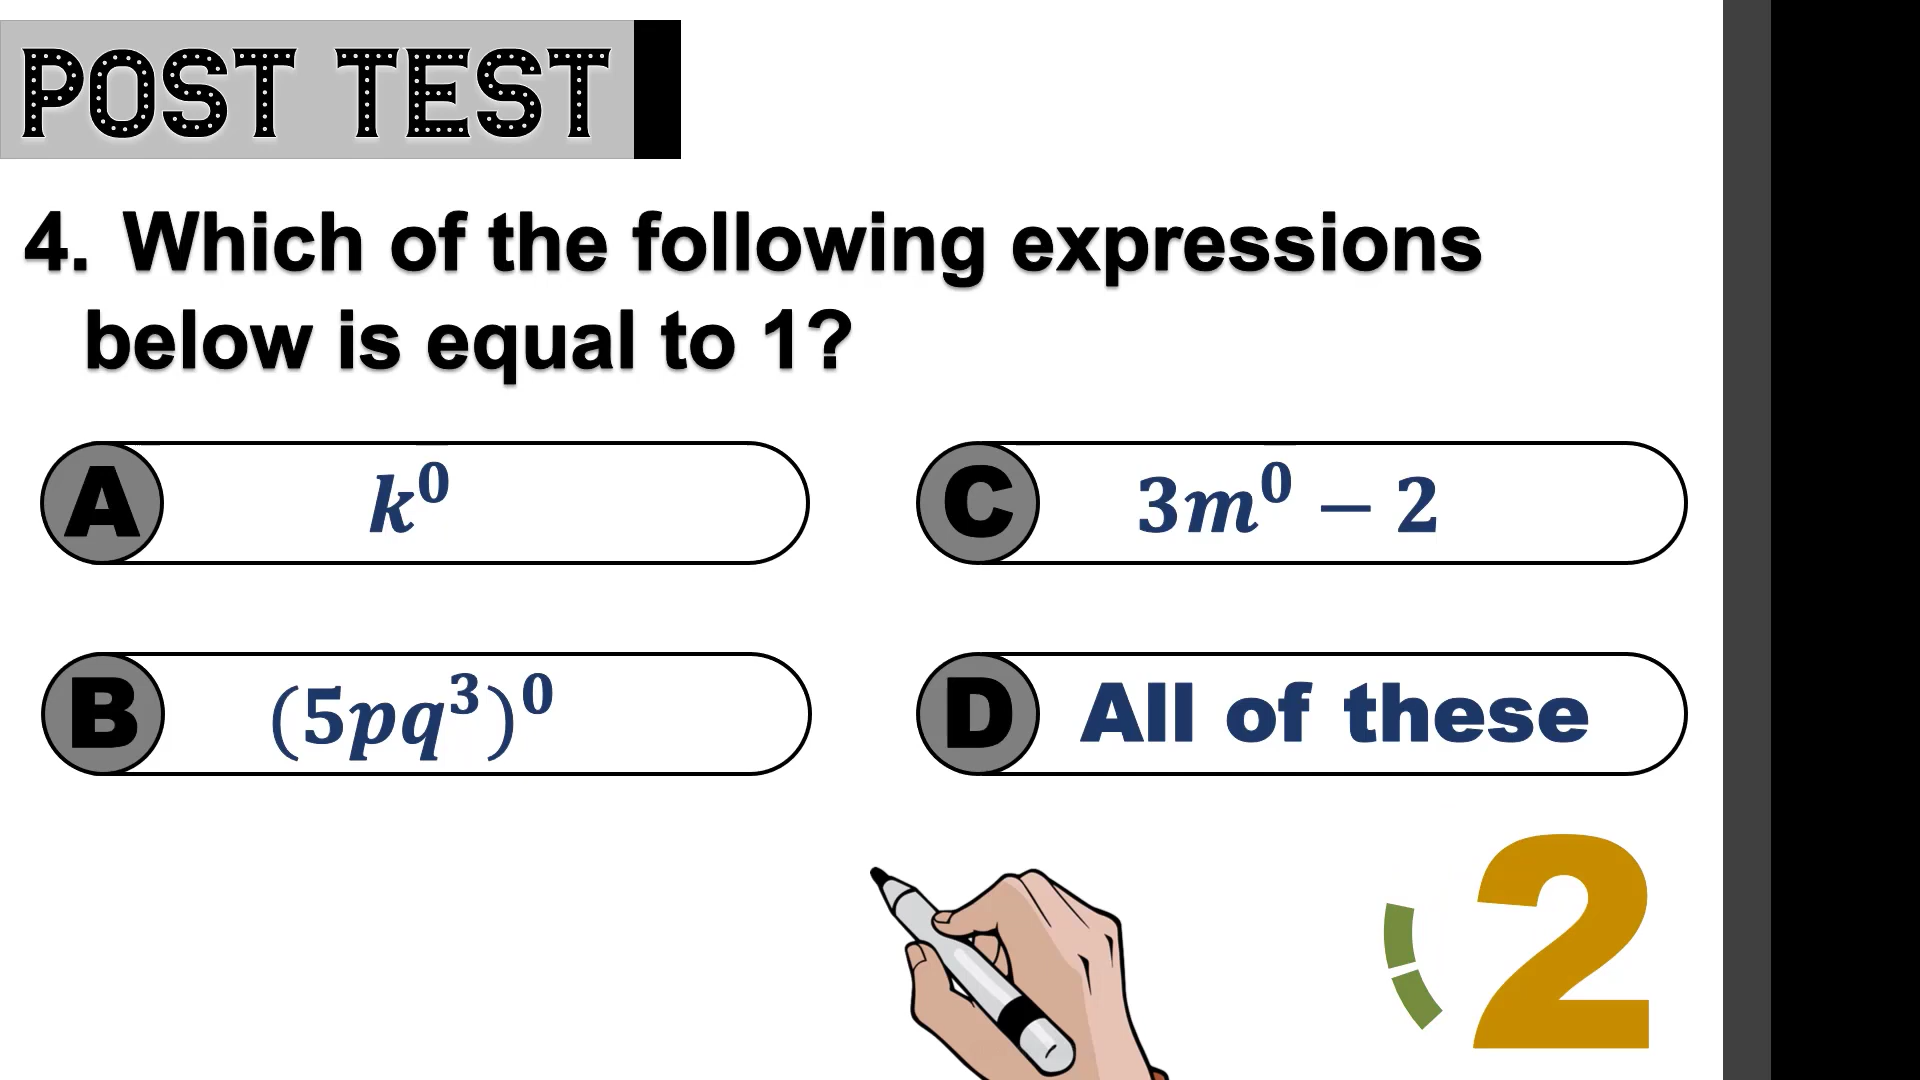 POST TEST
4. Which of the following expressions
below is equal to 1?
A k⁰
C 3m⁰ − 2
B (5pq³)⁰
D All of these
2